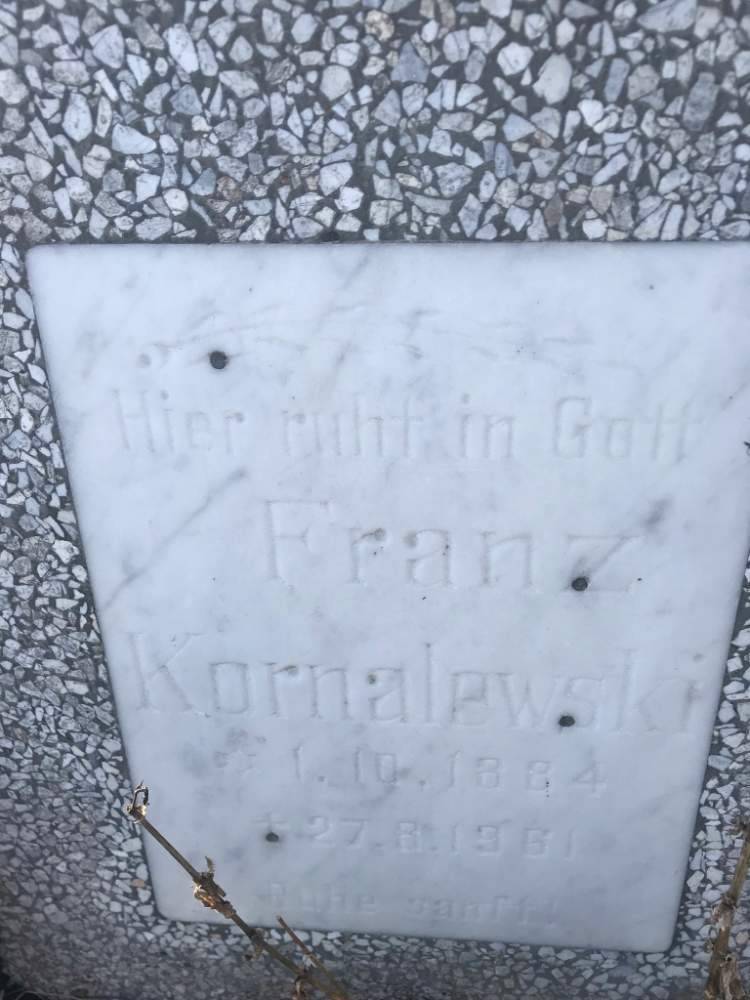 Hier ruht in Gott
Franz
Kornalewski
* 1.10.1884
+ 27.8.1961
Ruhe sanft!